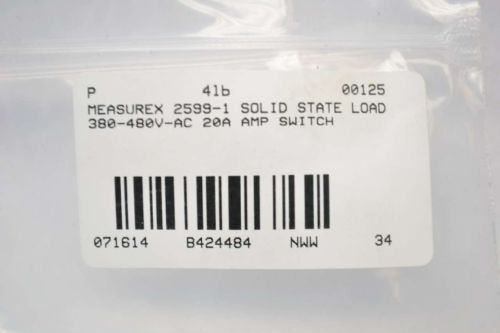 P 4lb 00125
MEASUREX 2599-1 SOLID STATE LOAD
380-480V-AC 20A AMP SWITCH
071614 B424484 NWW 34